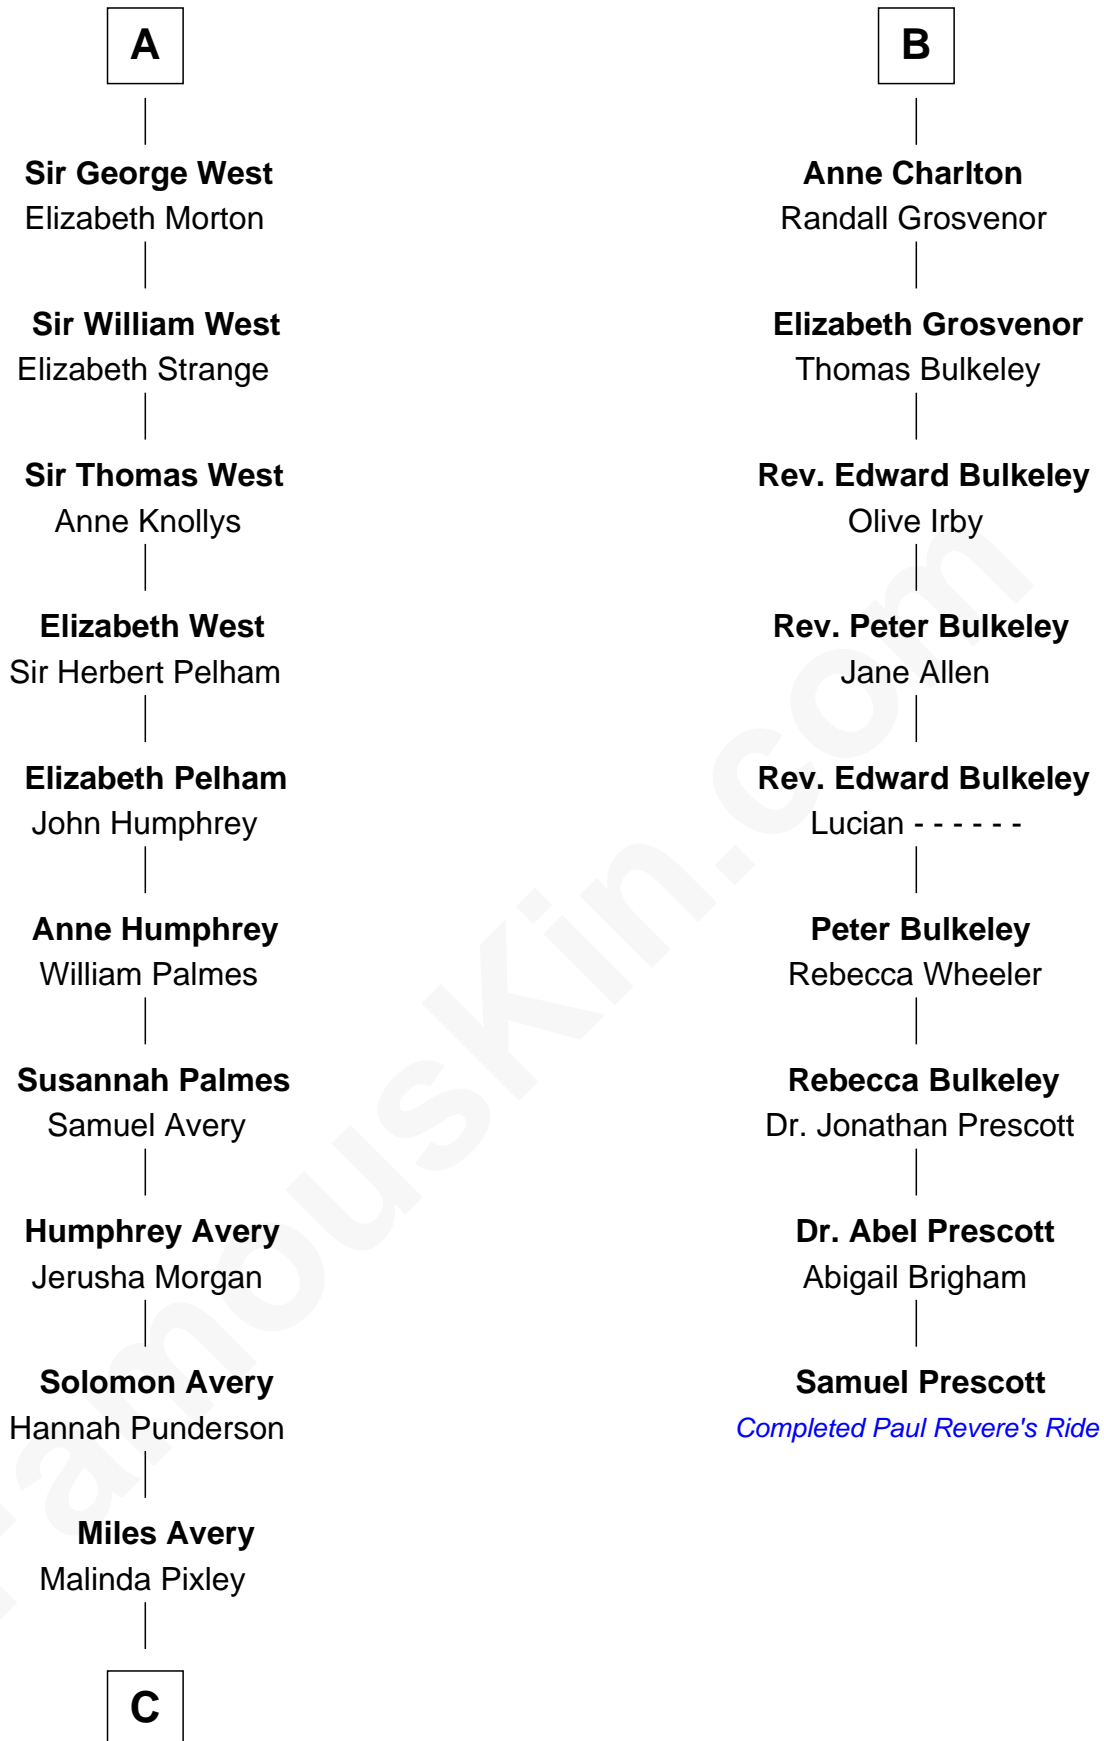 A
Sir George West
Elizabeth Morton
Sir William West
Elizabeth Strange
Sir Thomas West
Anne Knollys
Elizabeth West
Sir Herbert Pelham
Elizabeth Pelham
John Humphrey
Anne Humphrey
William Palmes
Susannah Palmes
Samuel Avery
Humphrey Avery
Jerusha Morgan
Solomon Avery
Hannah Punderson
Miles Avery
Malinda Pixley
C
B
Anne Charlton
Randall Grosvenor
Elizabeth Grosvenor
Thomas Bulkeley
Rev. Edward Bulkeley
Olive Irby
Rev. Peter Bulkeley
Jane Allen
Rev. Edward Bulkeley
Lucian - - - - - -
Peter Bulkeley
Rebecca Wheeler
Rebecca Bulkeley
Dr. Jonathan Prescott
Dr. Abel Prescott
Abigail Brigham
Samuel Prescott
Completed Paul Revere's Ride
FamousKin.com